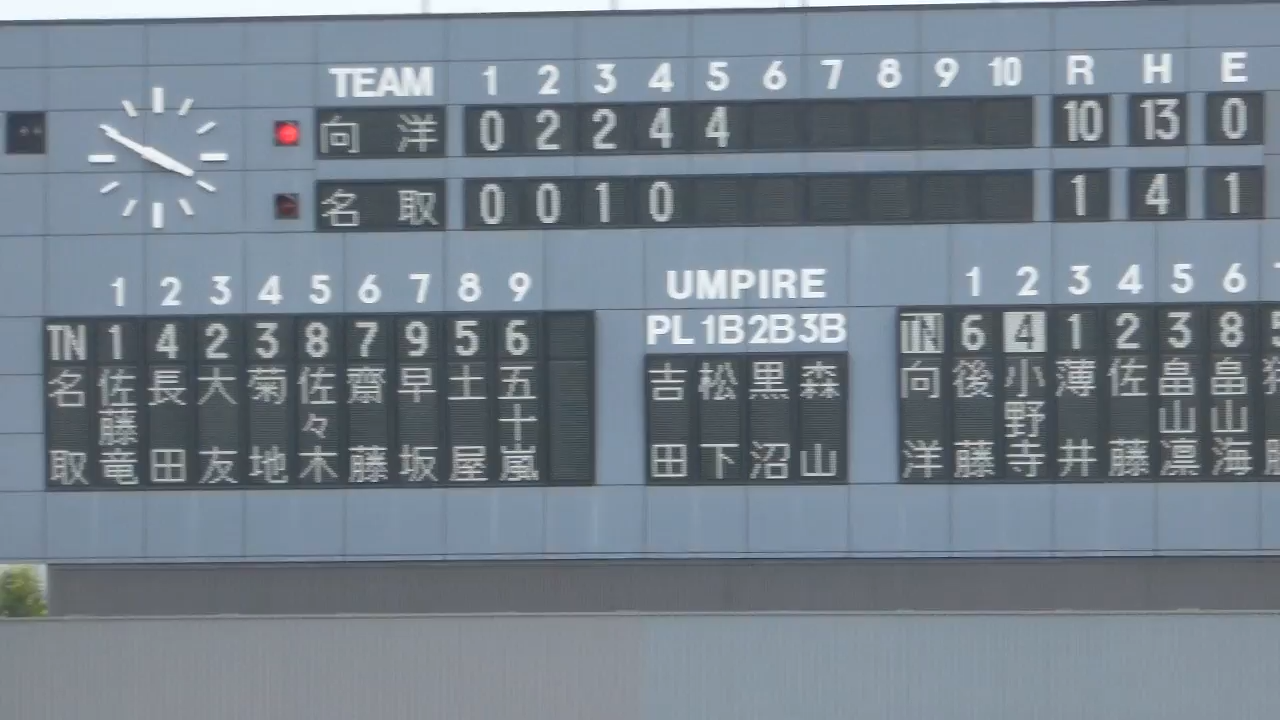 TEAM 1 2 3 4 5 6 7 8 9 10 R H E
向洋 0 2 2 4 4 10 13 0
名取 0 0 1 0 1 4 1
1 2 3 4 5 6 7 8 9
IN 1 4 2 3 8 7 9 5 6
名取
佐藤竜
長田
大友
菊地
佐々木
齋藤
早坂
土屋
五十嵐
UMPIRE
PL 1B 2B 3B
吉田
松下
黒沼
森山
1 2 3 4 5 6
IN 6 4 1 2 3 8
向洋
後藤
小野寺
薄井
佐藤
畠山凛
畠山海